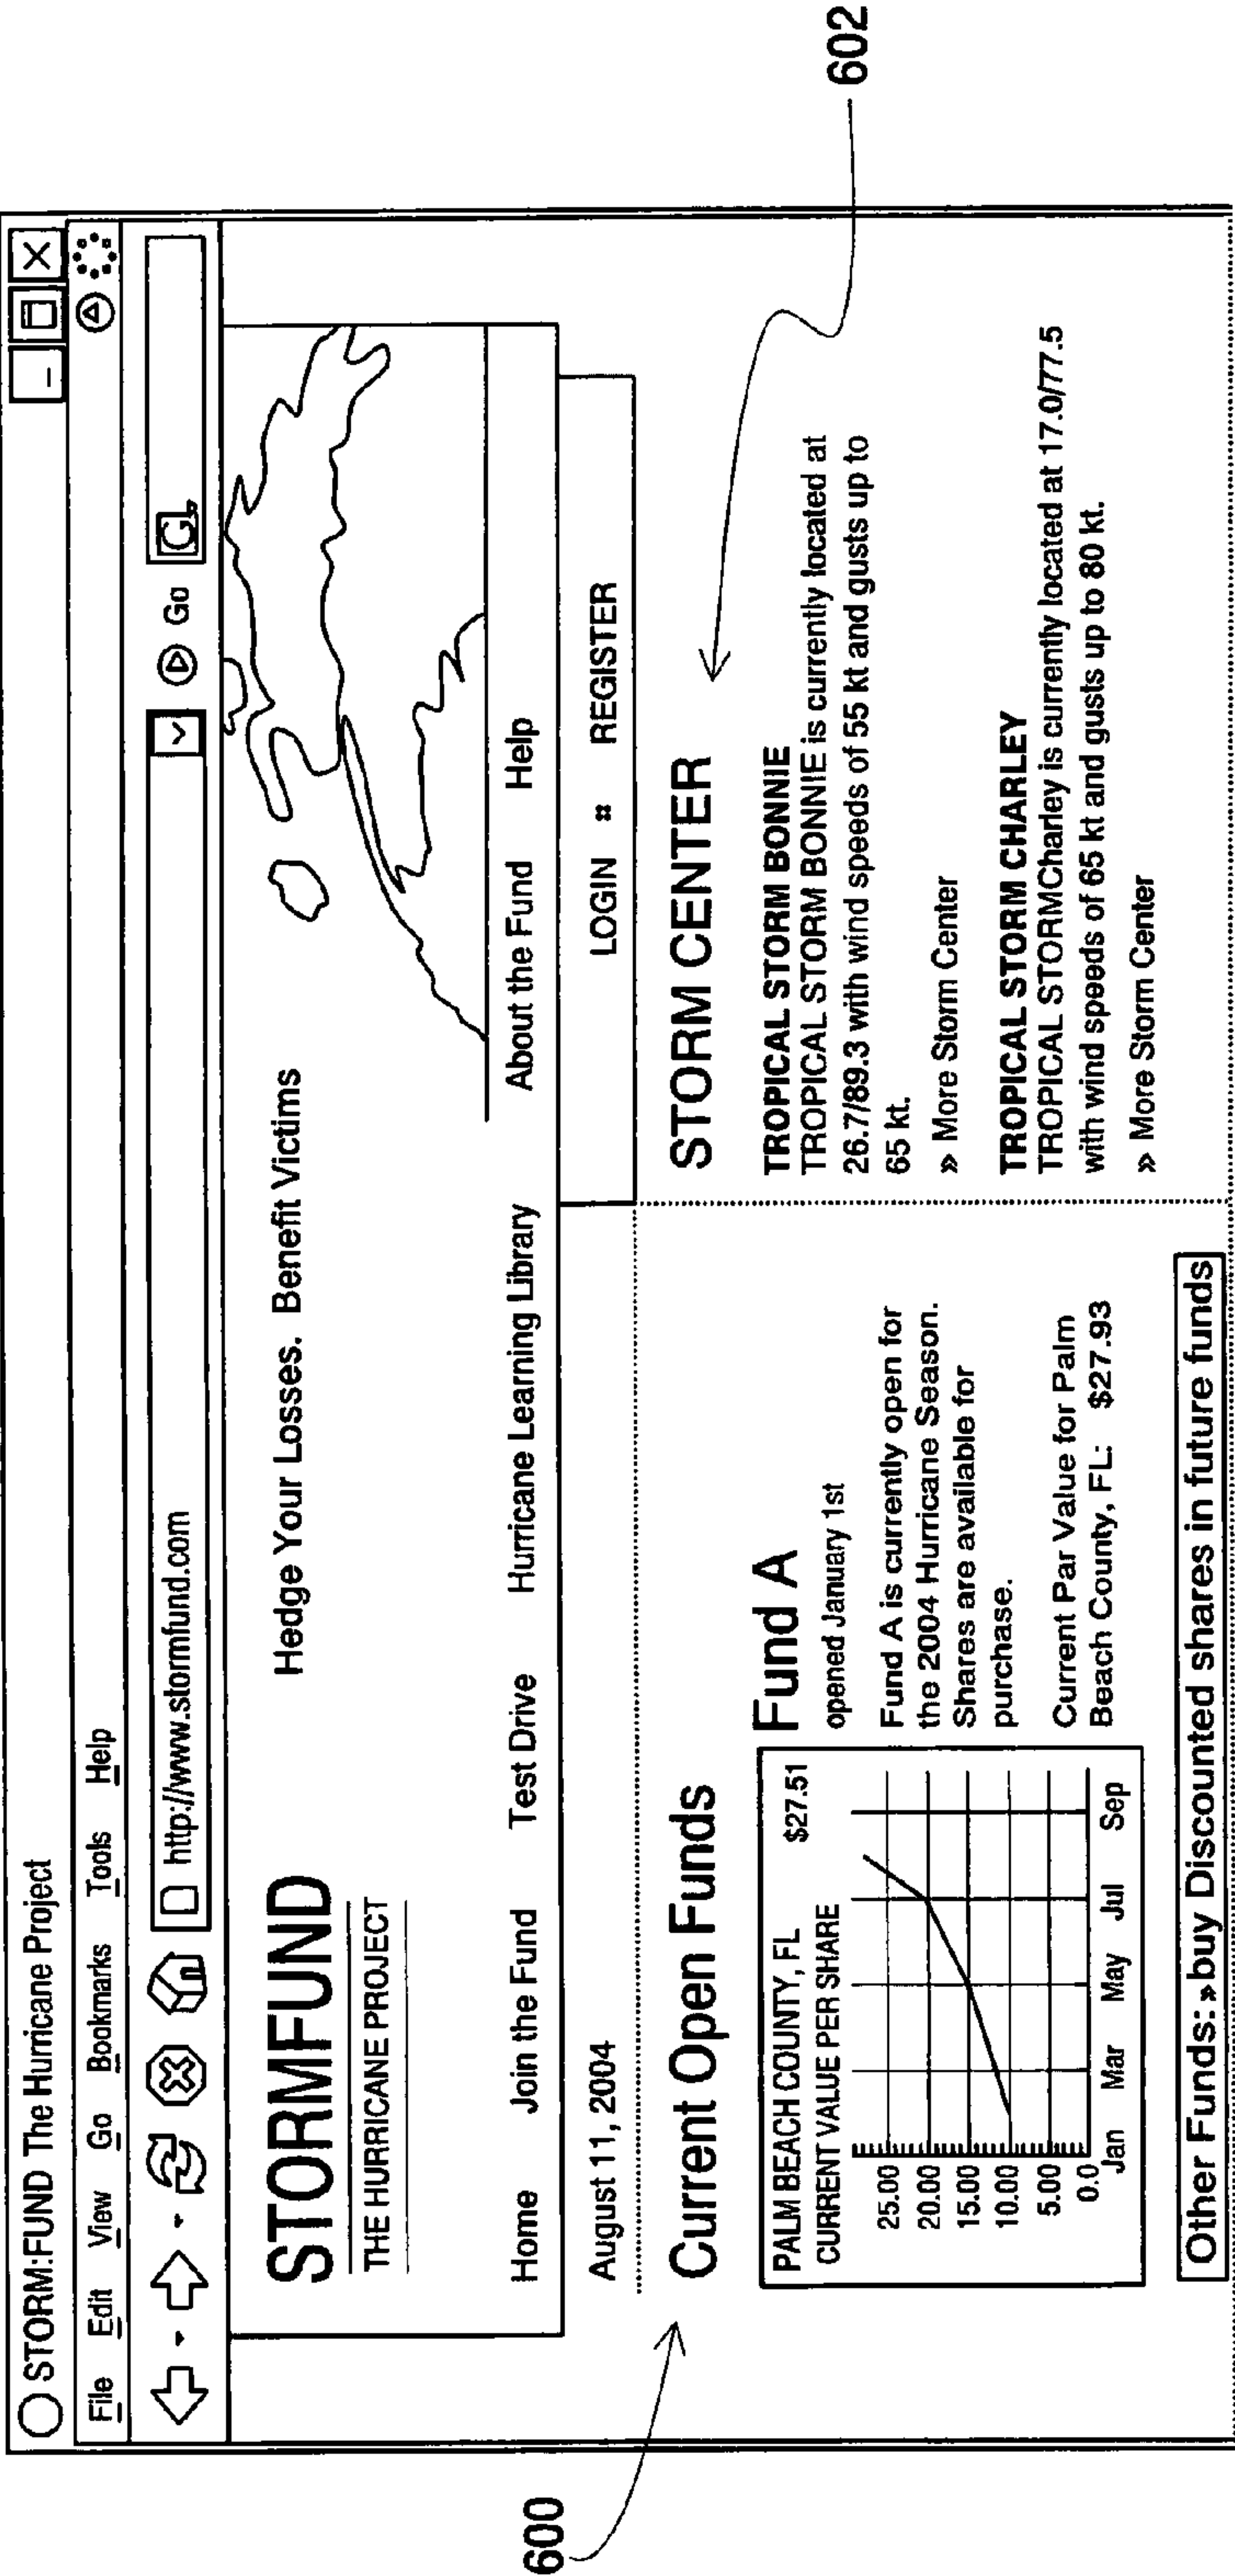 STORM:FUND The Hurricane Project
File Edit View Go Bookmarks Tools Help
http://www.stormfund.com Go G
STORMFUND
THE HURRICANE PROJECT
Hedge Your Losses. Benefit Victims
Home Join the Fund Test Drive Hurricane Learning Library About the Fund Help
August 11, 2004
LOGIN ¤ REGISTER
600
Current Open Funds
PALM BEACH COUNTY, FL $27.51
CURRENT VALUE PER SHARE
25.00
20.00
15.00
10.00
5.00
0.0
Jan Mar May Jul Sep
Fund A
opened January 1st
Fund A is currently open for
the 2004 Hurricane Season.
Shares are available for
purchase.
Current Par Value for Palm
Beach County, FL: $27.93
Other Funds: »buy Discounted shares in future funds
602
STORM CENTER
TROPICAL STORM BONNIE
TROPICAL STORM BONNIE is currently located at
26.7/89.3 with wind speeds of 55 kt and gusts up to
65 kt.
» More Storm Center
TROPICAL STORM CHARLEY
TROPICAL STORMCharley is currently located at 17.0/77.5
with wind speeds of 65 kt and gusts up to 80 kt.
» More Storm Center